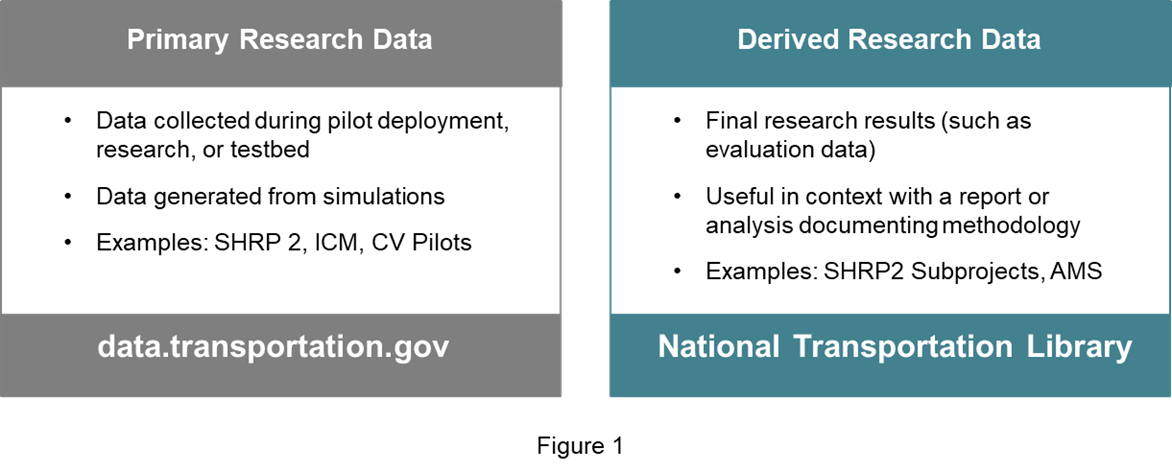 Primary Research Data
• Data collected during pilot deployment,
research, or testbed
• Data generated from simulations
• Examples: SHRP 2, ICM, CV Pilots
data.transportation.gov
Derived Research Data
• Final research results (such as
evaluation data)
• Useful in context with a report or
analysis documenting methodology
• Examples: SHRP2 Subprojects, AMS
National Transportation Library
Figure 1